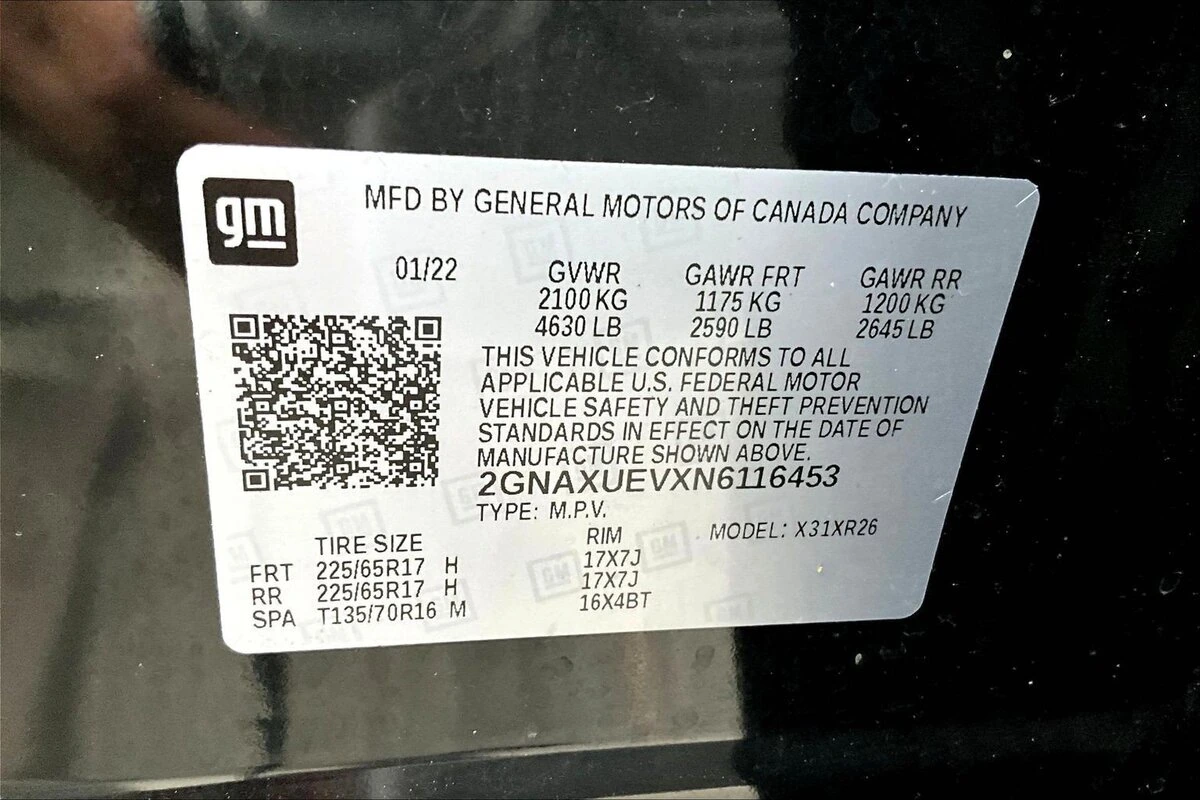 gm
MFD BY GENERAL MOTORS OF CANADA COMPANY
01/22 GVWR GAWR FRT GAWR RR
2100 KG 1175 KG 1200 KG
4630 LB 2590 LB 2645 LB
THIS VEHICLE CONFORMS TO ALL
APPLICABLE U.S. FEDERAL MOTOR
VEHICLE SAFETY AND THEFT PREVENTION
STANDARDS IN EFFECT ON THE DATE OF
MANUFACTURE SHOWN ABOVE.
2GNAXUEVXN6116453
TYPE: M.P.V.
TIRE SIZE RIM MODEL: X31XR26
FRT 225/65R17 H 17X7J
RR 225/65R17 H 17X7J
SPA T135/70R16 M 16X4BT